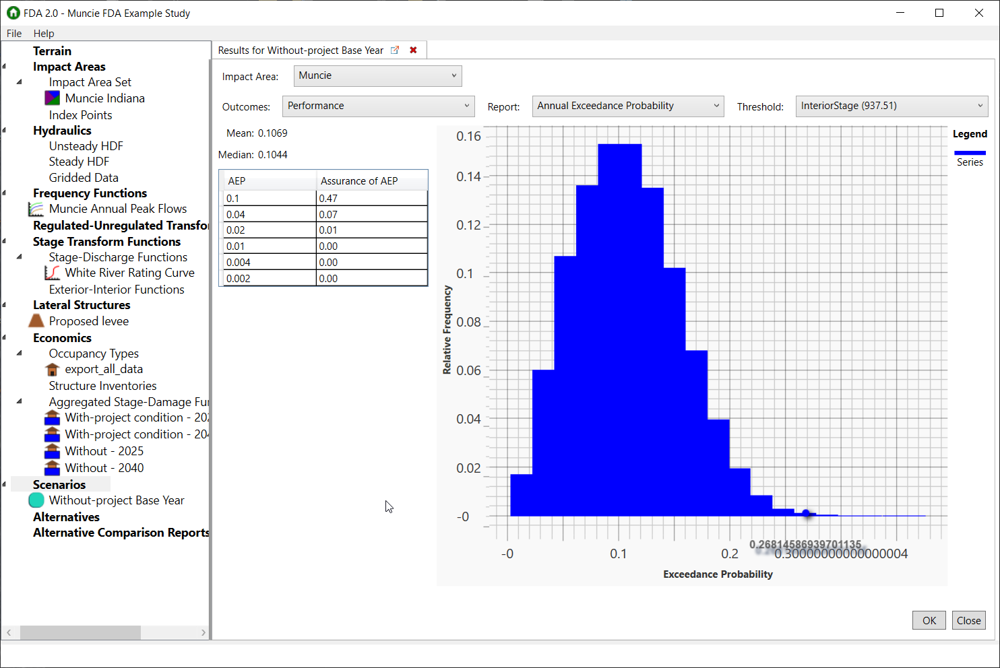 FDA 2.0 - Muncie FDA Example Study
File Help
Terrain
Impact Areas
Impact Area Set
Muncie Indiana
Index Points
Hydraulics
Unsteady HDF
Steady HDF
Gridded Data
Frequency Functions
Muncie Annual Peak Flows
Regulated-Unregulated Transfo
Stage Transform Functions
Stage-Discharge Functions
White River Rating Curve
Exterior-Interior Functions
Lateral Structures
Proposed levee
Economics
Occupancy Types
export_all_data
Structure Inventories
Aggregated Stage-Damage Fu
With-project condition - 202
With-project condition - 204
Without - 2025
Without - 2040
Scenarios
Without-project Base Year
Alternatives
Alternative Comparison Reports
Results for Without-project Base Year
Impact Area: Muncie
Outcomes: Performance Report: Annual Exceedance Probability Threshold: InteriorStage (937.51)
Mean: 0.1069
Median: 0.1044
AEP Assurance of AEP
0.1 0.47
0.04 0.07
0.02 0.01
0.01 0.00
0.004 0.00
0.002 0.00
0.16
0.14
0.12
0.1
0.08
0.06
0.04
0.02
-0
Relative Frequency
0.26814586939701135
-0 0.1 0.2 0.30000000000000004
Exceedance Probability
Legend
Series
OK Close